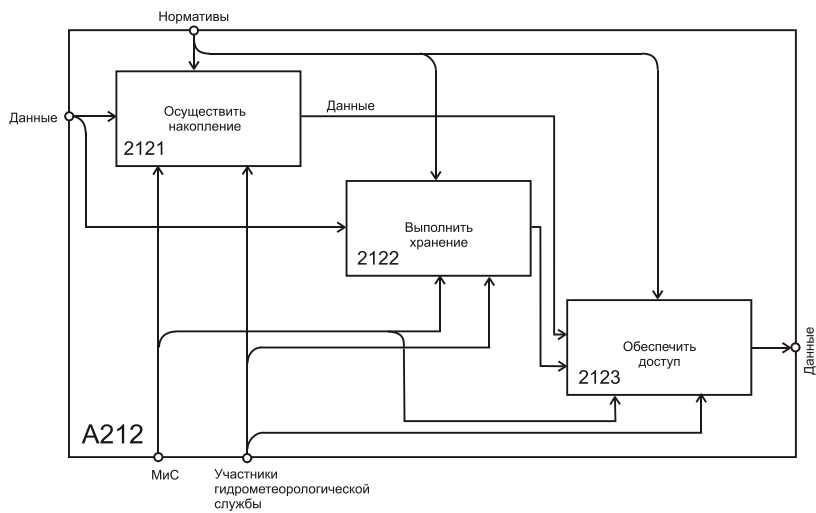 Нормативы
Данные
Осуществить
накопление
2121
Данные
Выполнить
хранение
2122
Обеспечить
доступ
2123
Данные
A212
МиС
Участники
гидрометеорологической
службы